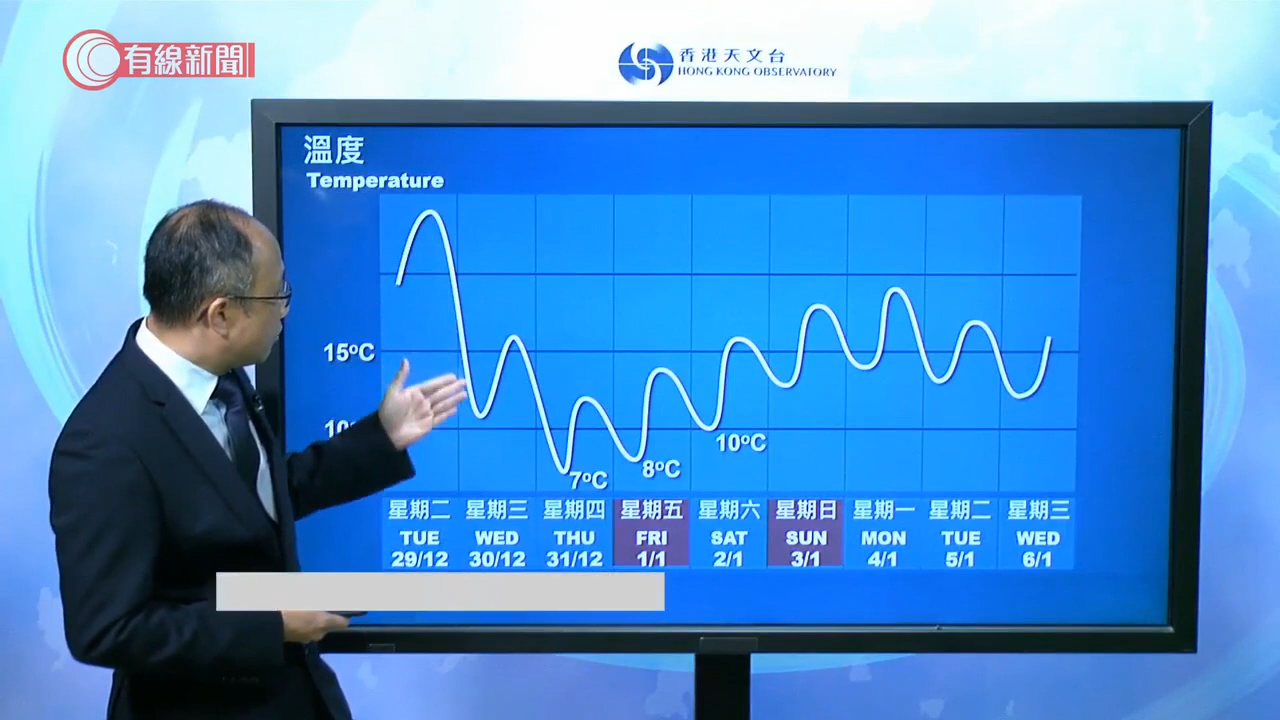 有線新聞
香港天文台
HONG KONG OBSERVATORY
溫度
Temperature
15ºC
10º
7ºC
8ºC
10ºC
星期二 星期三 星期四 星期五 星期六 星期日 星期一 星期二 星期三
TUE WED THU FRI SAT SUN MON TUE WED
29/12 30/12 31/12 1/1 2/1 3/1 4/1 5/1 6/1